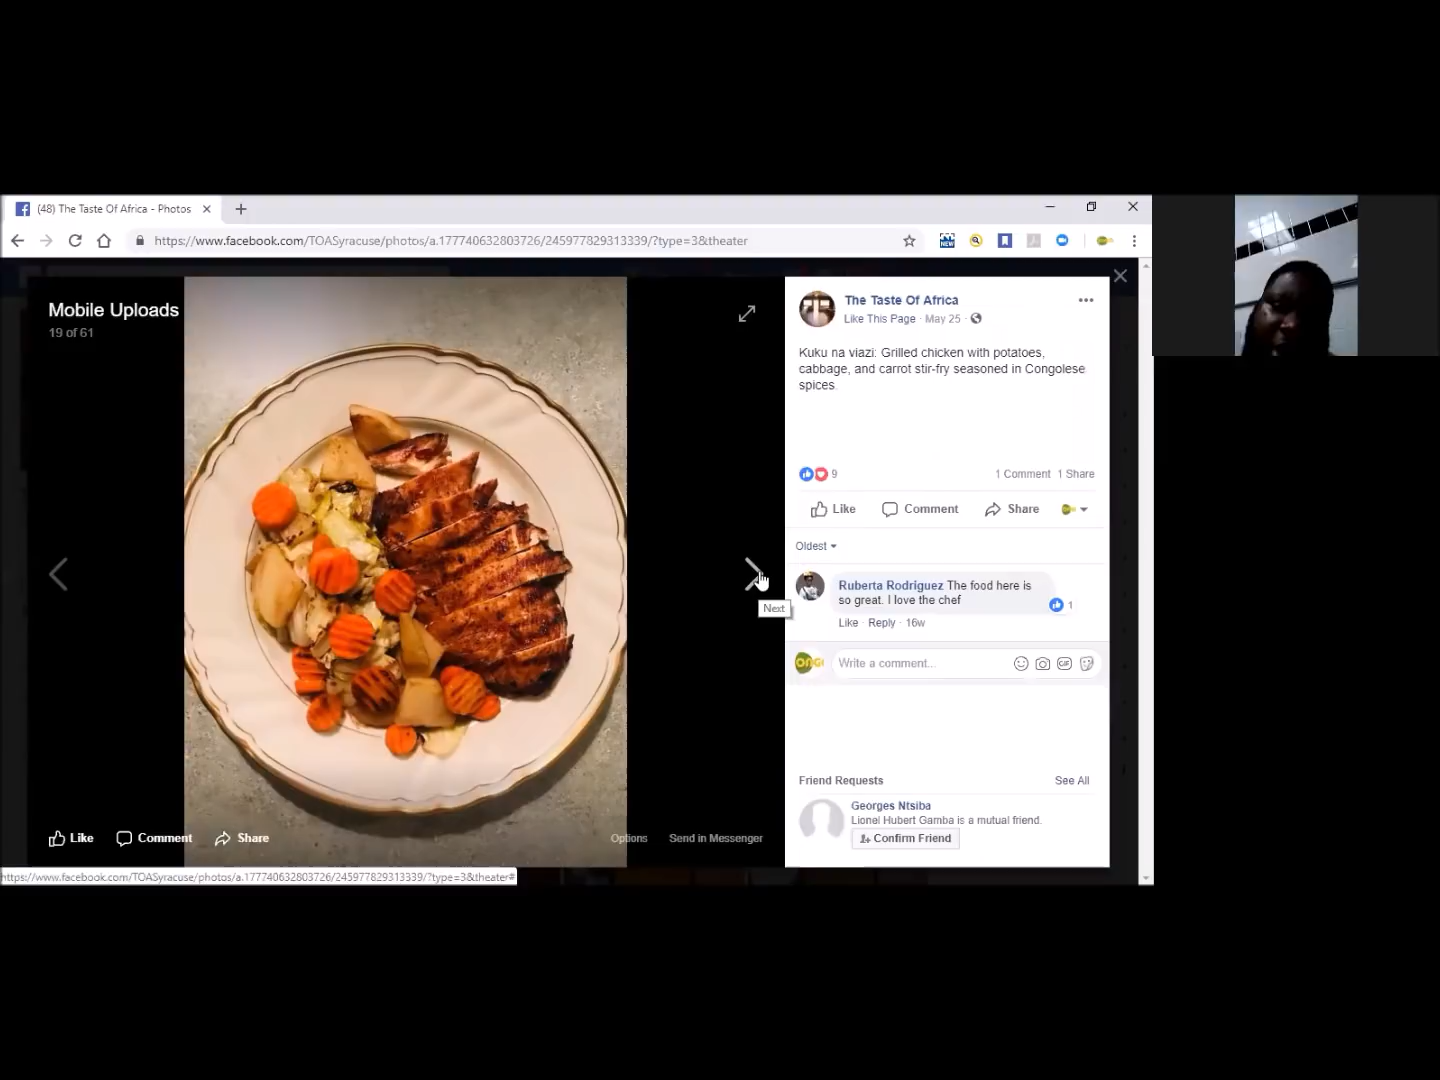 (48) The Taste Of Africa - Photos
https://www.facebook.com/TOASyracuse/photos/a.177740632803726/245977829313339/?type=3&theater
NEW
Mobile Uploads
19 of 61
The Taste Of Africa
Like This Page · May 25 ·
Kuku na viazi: Grilled chicken with potatoes,
cabbage, and carrot stir-fry seasoned in Congolese
spices
9
1 Comment 1 Share
Like Comment Share
Oldest
Ruberta Rodriguez The food here is
so great. I love the chef
1
Like · Reply · 16w
Next
ONGI
Write a comment...
GIF
Friend Requests See All
Georges Ntsiba
Lionel Hubert Gamba is a mutual friend.
Confirm Friend
Like Comment Share
Options Send in Messenger
https://www.facebook.com/TOASyracuse/photos/a.177740632803726/245977829313339/?type=3&theater#